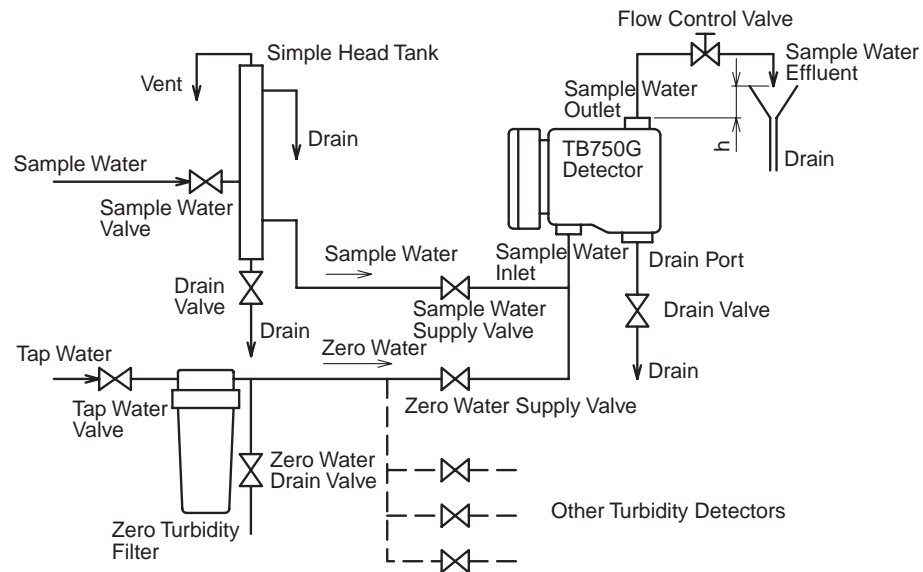 Flow Control Valve
Simple Head Tank
Vent
Sample Water
Effluent
Sample Water
Outlet
Drain
h
Drain
TB750G
Detector
Sample Water
Sample Water
Valve
Sample Water
Sample Water
Inlet
Drain Port
Drain
Valve
Sample Water
Supply Valve
Drain Valve
Drain
Zero Water
Tap Water
Drain
Tap Water
Valve
Zero Water Supply Valve
Zero Water
Drain Valve
Other Turbidity Detectors
Zero Turbidity
Filter